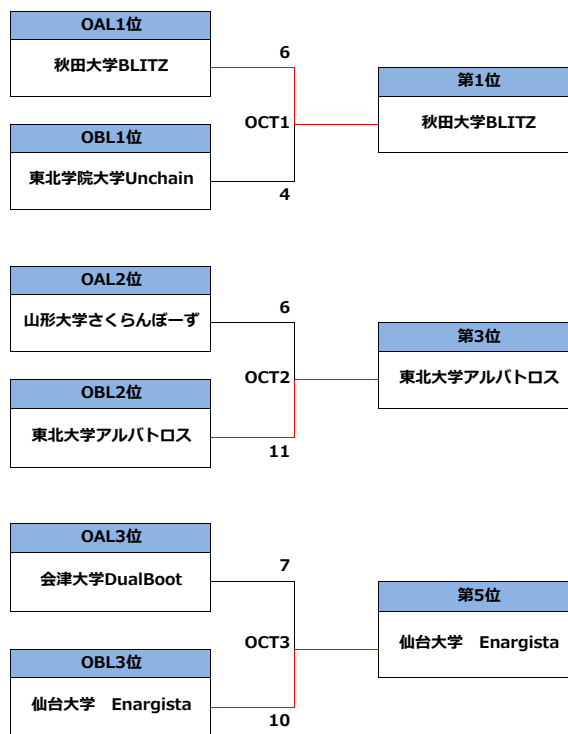 OAL1位
秋田大学BLITZ
6
OCT1
第1位
秋田大学BLITZ
OBL1位
東北学院大学Unchain
4
OAL2位
山形大学さくらんぼーず
6
OCT2
第3位
東北大学アルバトロス
OBL2位
東北大学アルバトロス
11
OAL3位
会津大学DualBoot
7
OCT3
第5位
仙台大学　Enargista
OBL3位
仙台大学　Enargista
10